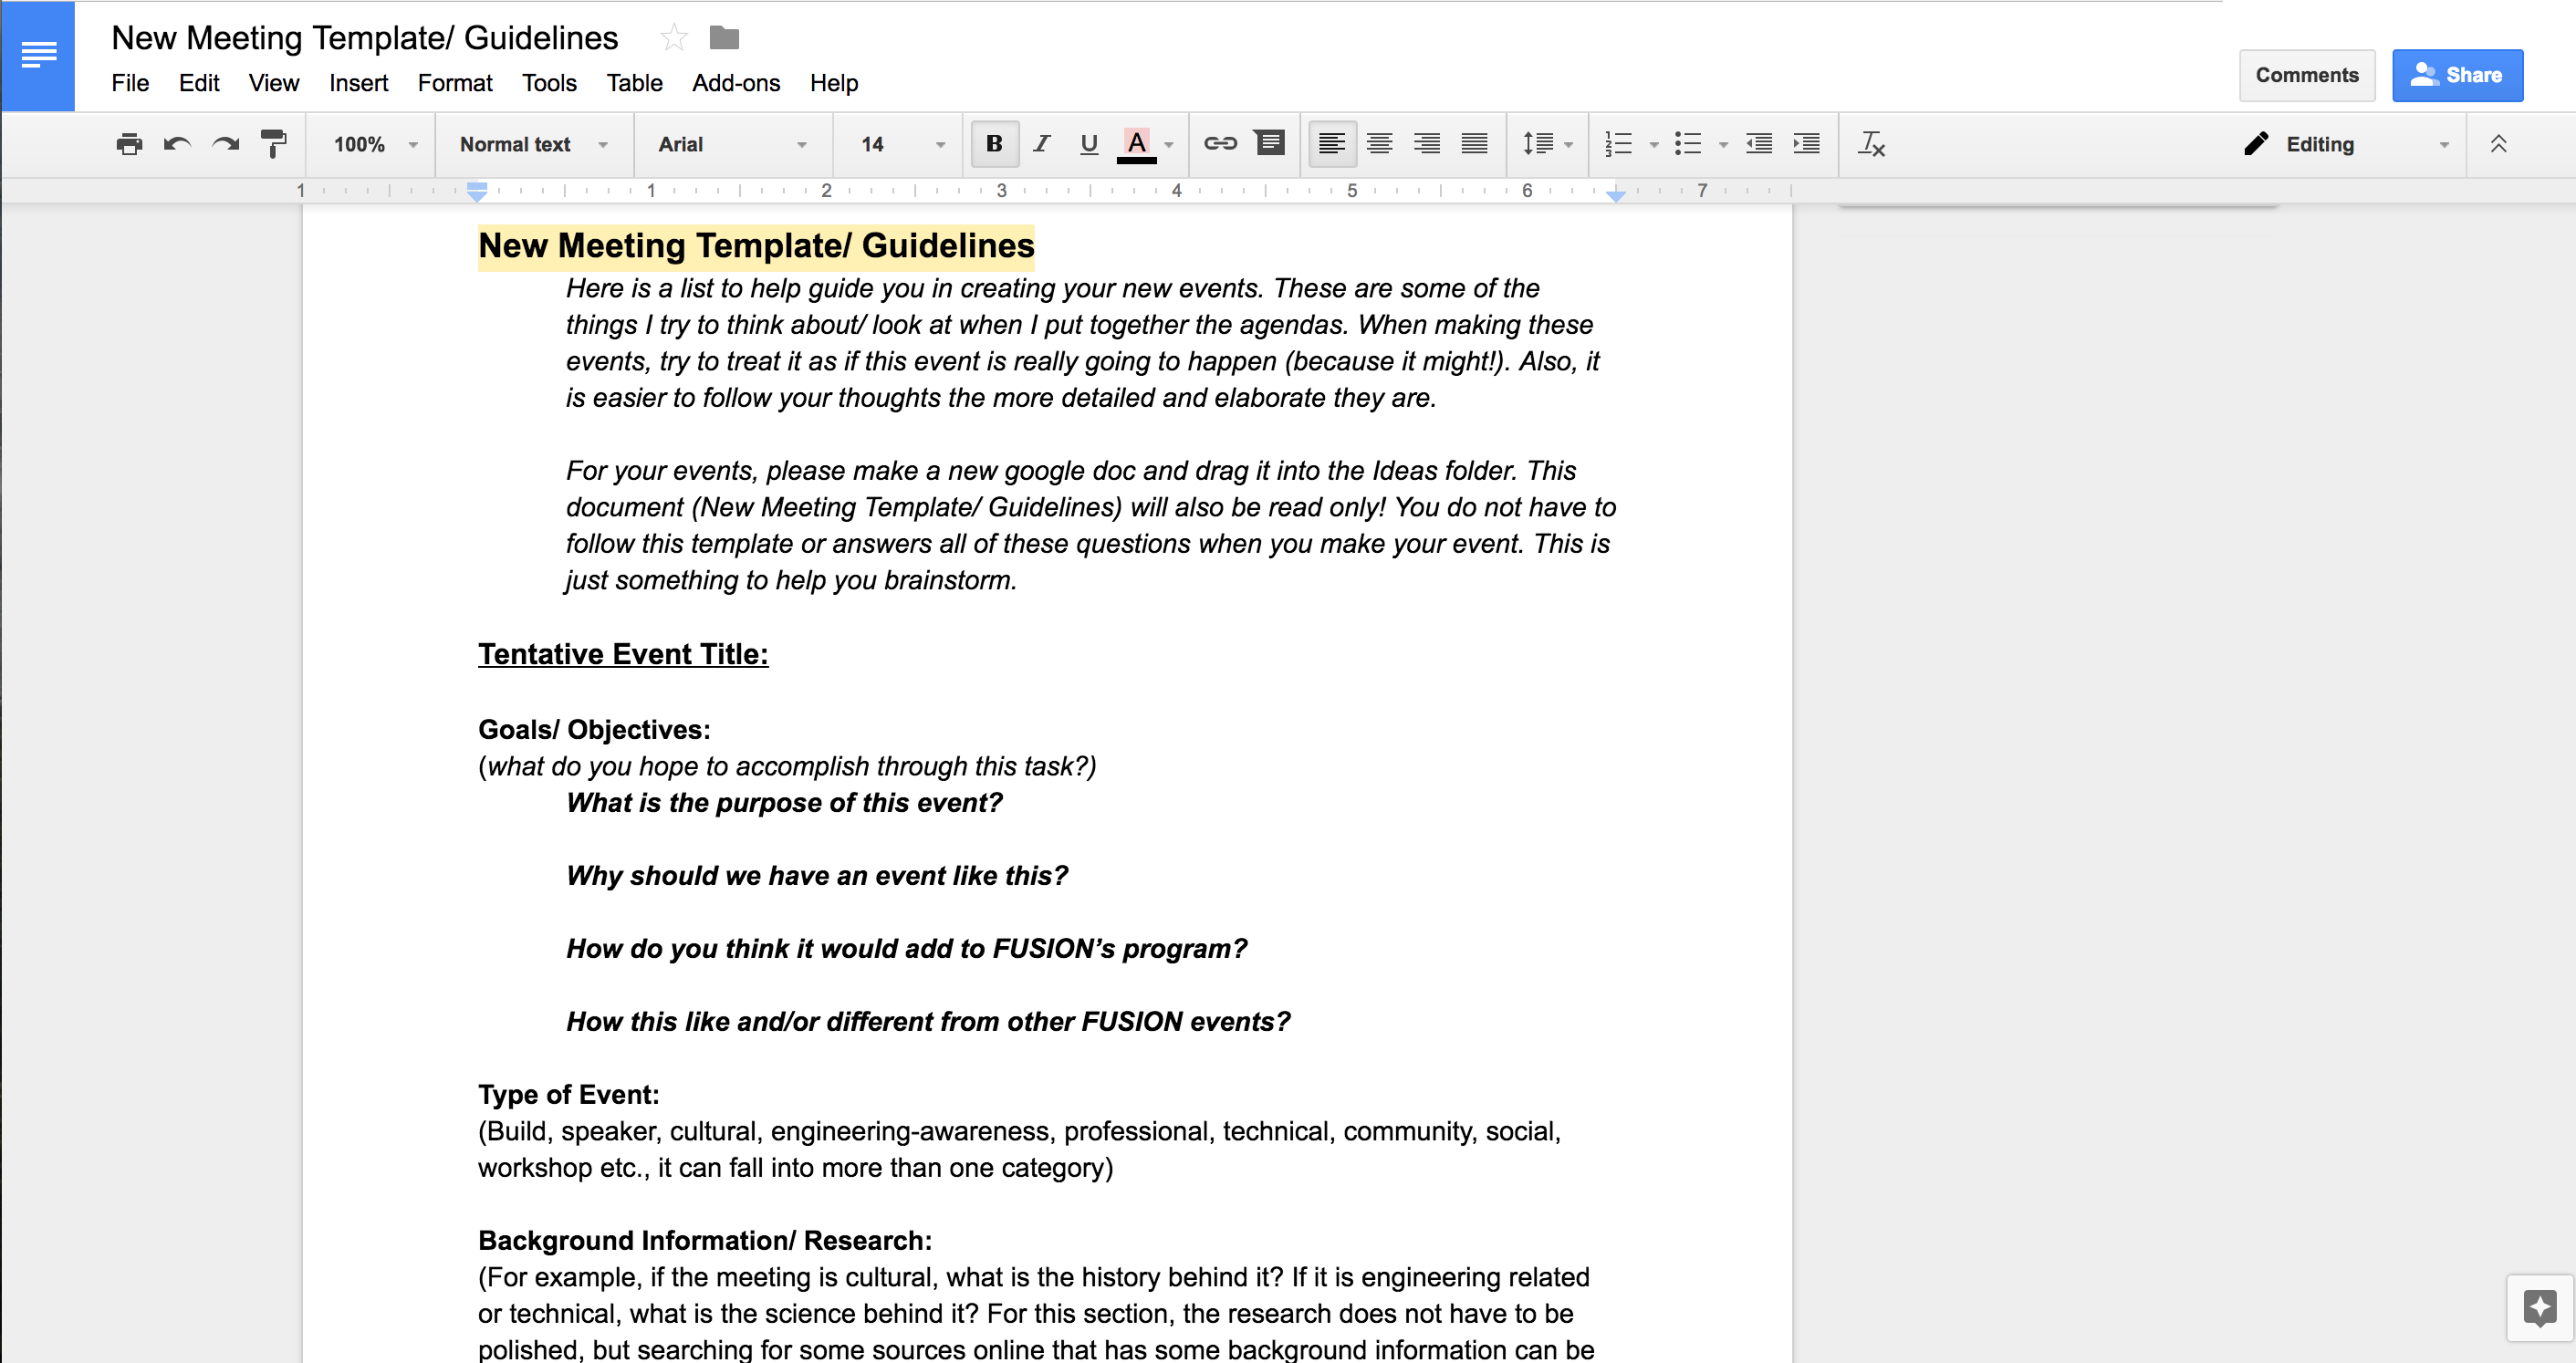 New Meeting Template/ Guidelines
File Edit View Insert Format Tools Table Add-ons Help
Comments Share
100% Normal text Arial 14 B I U A Editing
1 1 2 3 4 5 6 7
New Meeting Template/ Guidelines
Here is a list to help guide you in creating your new events. These are some of the
things I try to think about/ look at when I put together the agendas. When making these
events, try to treat it as if this event is really going to happen (because it might!). Also, it
is easier to follow your thoughts the more detailed and elaborate they are.
For your events, please make a new google doc and drag it into the Ideas folder. This
document (New Meeting Template/ Guidelines) will also be read only! You do not have to
follow this template or answers all of these questions when you make your event. This is
just something to help you brainstorm.
Tentative Event Title:
Goals/ Objectives:
(what do you hope to accomplish through this task?)
What is the purpose of this event?
Why should we have an event like this?
How do you think it would add to FUSION’s program?
How this like and/or different from other FUSION events?
Type of Event:
(Build, speaker, cultural, engineering-awareness, professional, technical, community, social,
workshop etc., it can fall into more than one category)
Background Information/ Research:
(For example, if the meeting is cultural, what is the history behind it? If it is engineering related
or technical, what is the science behind it? For this section, the research does not have to be
polished, but searching for some sources online that has some background information can be